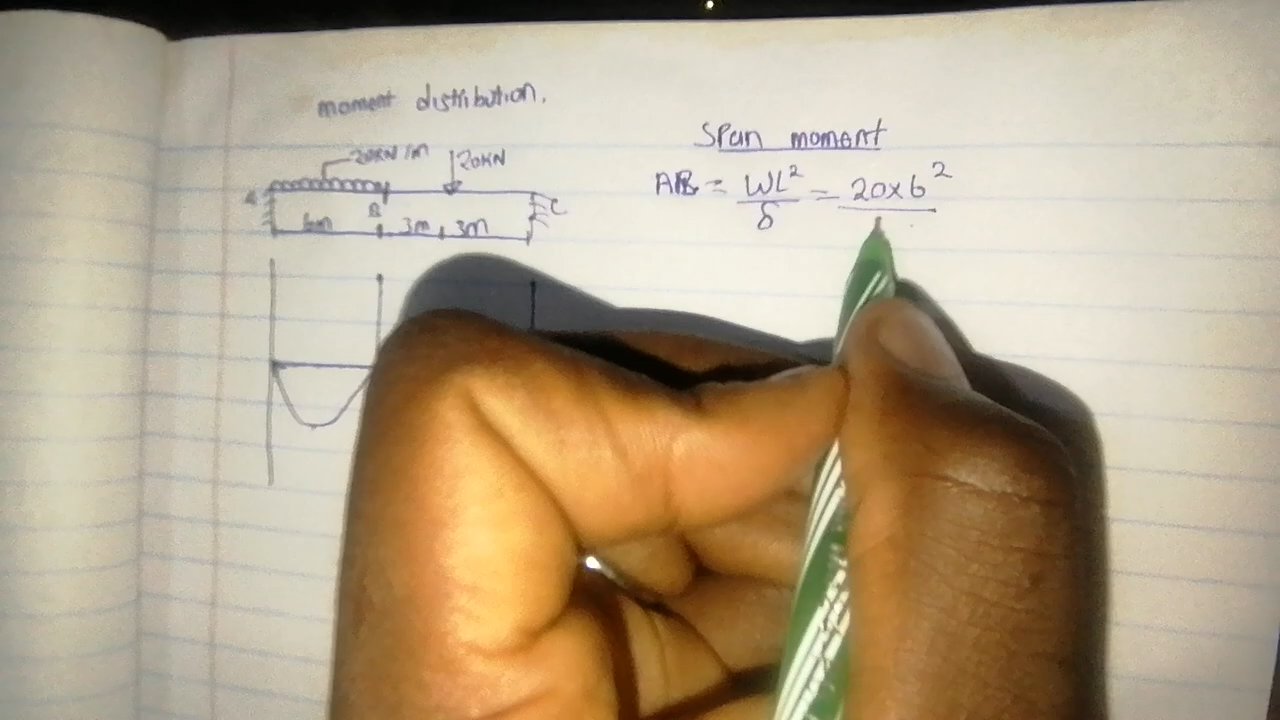 moment distribution.
20KN/m 20KN
A B C
6m 3m 3m
Span moment
AB = WL² = 20x6²
8